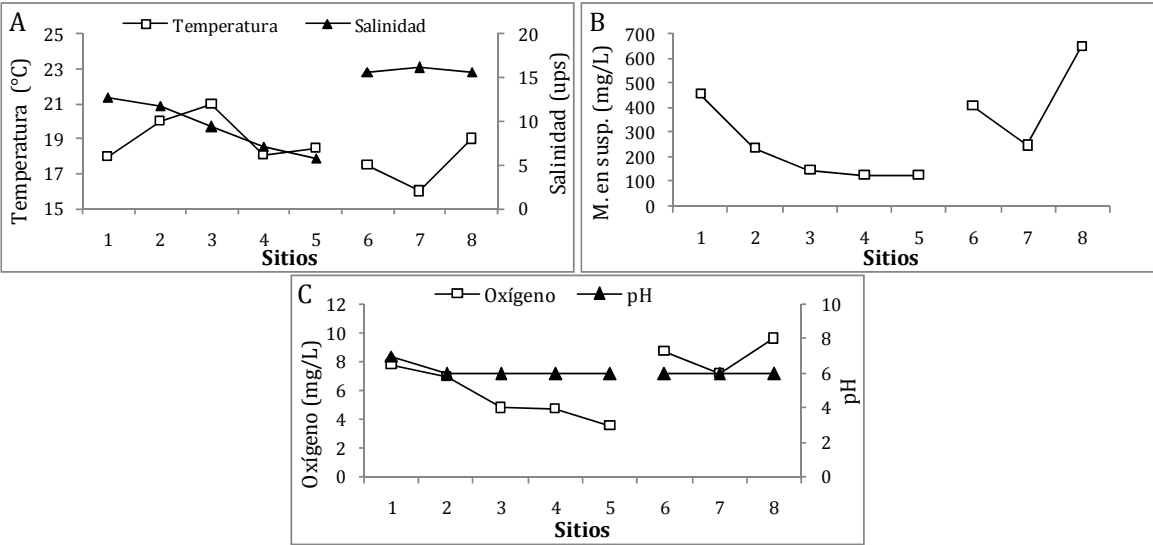 A
Temperatura Salinidad
Temperatura (°C)
25
23
21
19
17
15
20
15
10
5
0
Salinidad (ups)
1 2 3 4 5 6 7 8
Sitios
B
M. en susp. (mg/L)
700
600
500
400
300
200
100
0
1 2 3 4 5 6 7 8
Sitios
C
Oxígeno pH
Oxígeno (mg/L)
12
10
8
6
4
2
0
10
8
6
4
2
0
pH
1 2 3 4 5 6 7 8
Sitios